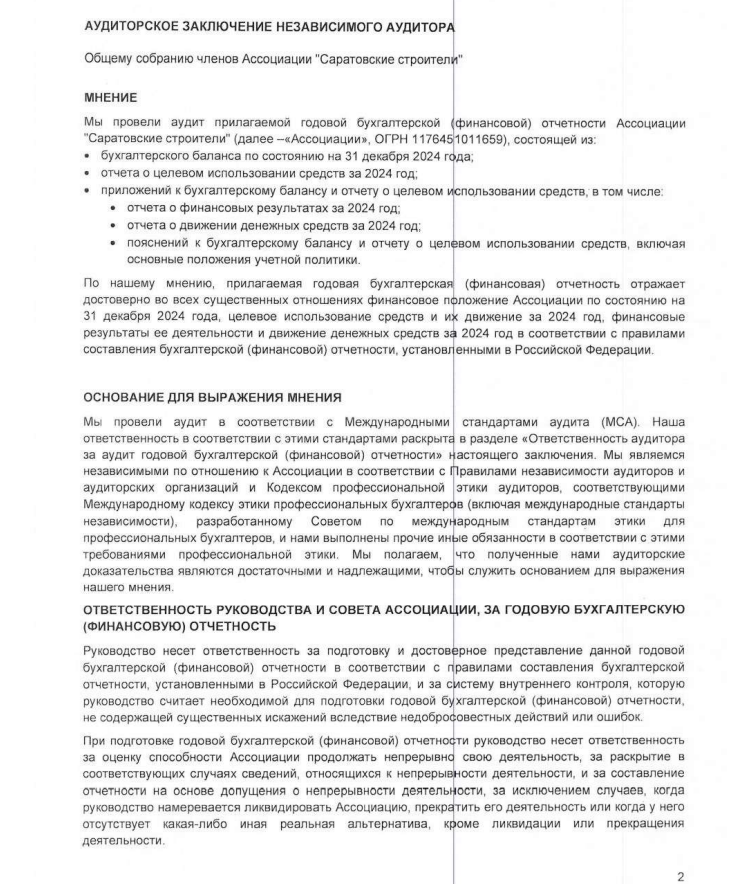 АУДИТОРСКОЕ ЗАКЛЮЧЕНИЕ НЕЗАВИСИМОГО АУДИТОРА
Общему собранию членов Ассоциации "Саратовские строители"
МНЕНИЕ
Мы провели аудит прилагаемой годовой бухгалтерской (финансовой) отчетности Ассоциации
"Саратовские строители" (далее –«Ассоциации», ОГРН 1176451011659), состоящей из:
• бухгалтерского баланса по состоянию на 31 декабря 2024 года;
• отчета о целевом использовании средств за 2024 год;
• приложений к бухгалтерскому балансу и отчету о целевом использовании средств, в том числе:
• отчета о финансовых результатах за 2024 год;
• отчета о движении денежных средств за 2024 год;
• пояснений к бухгалтерскому балансу и отчету о целевом использовании средств, включая
основные положения учетной политики.
По нашему мнению, прилагаемая годовая бухгалтерская (финансовая) отчетность отражает
достоверно во всех существенных отношениях финансовое положение Ассоциации по состоянию на
31 декабря 2024 года, целевое использование средств и их движение за 2024 год, финансовые
результаты ее деятельности и движение денежных средств за 2024 год в соответствии с правилами
составления бухгалтерской (финансовой) отчетности, установленными в Российской Федерации.
ОСНОВАНИЕ ДЛЯ ВЫРАЖЕНИЯ МНЕНИЯ
Мы провели аудит в соответствии с Международными стандартами аудита (МСА). Наша
ответственность в соответствии с этими стандартами раскрыта в разделе «Ответственность аудитора
за аудит годовой бухгалтерской (финансовой) отчетности» настоящего заключения. Мы являемся
независимыми по отношению к Ассоциации в соответствии с Правилами независимости аудиторов и
аудиторских организаций и Кодексом профессиональной этики аудиторов, соответствующими
Международному кодексу этики профессиональных бухгалтеров (включая международные стандарты
независимости), разработанному Советом по международным стандартам этики для
профессиональных бухгалтеров, и нами выполнены прочие иные обязанности в соответствии с этими
требованиями профессиональной этики. Мы полагаем, что полученные нами аудиторские
доказательства являются достаточными и надлежащими, чтобы служить основанием для выражения
нашего мнения.
ОТВЕТСТВЕННОСТЬ РУКОВОДСТВА И СОВЕТА АССОЦИАЦИИ, ЗА ГОДОВУЮ БУХГАЛТЕРСКУЮ
(ФИНАНСОВУЮ) ОТЧЕТНОСТЬ
Руководство несет ответственность за подготовку и достоверное представление данной годовой
бухгалтерской (финансовой) отчетности в соответствии с правилами составления бухгалтерской
отчетности, установленными в Российской Федерации, и за систему внутреннего контроля, которую
руководство считает необходимой для подготовки годовой бухгалтерской (финансовой) отчетности,
не содержащей существенных искажений вследствие недобросовестных действий или ошибок.
При подготовке годовой бухгалтерской (финансовой) отчетности руководство несет ответственность
за оценку способности Ассоциации продолжать непрерывно свою деятельность, за раскрытие в
соответствующих случаях сведений, относящихся к непрерывности деятельности, и за составление
отчетности на основе допущения о непрерывности деятельности, за исключением случаев, когда
руководство намеревается ликвидировать Ассоциацию, прекратить его деятельность или когда у него
отсутствует какая-либо иная реальная альтернатива, кроме ликвидации или прекращения
деятельности.
2